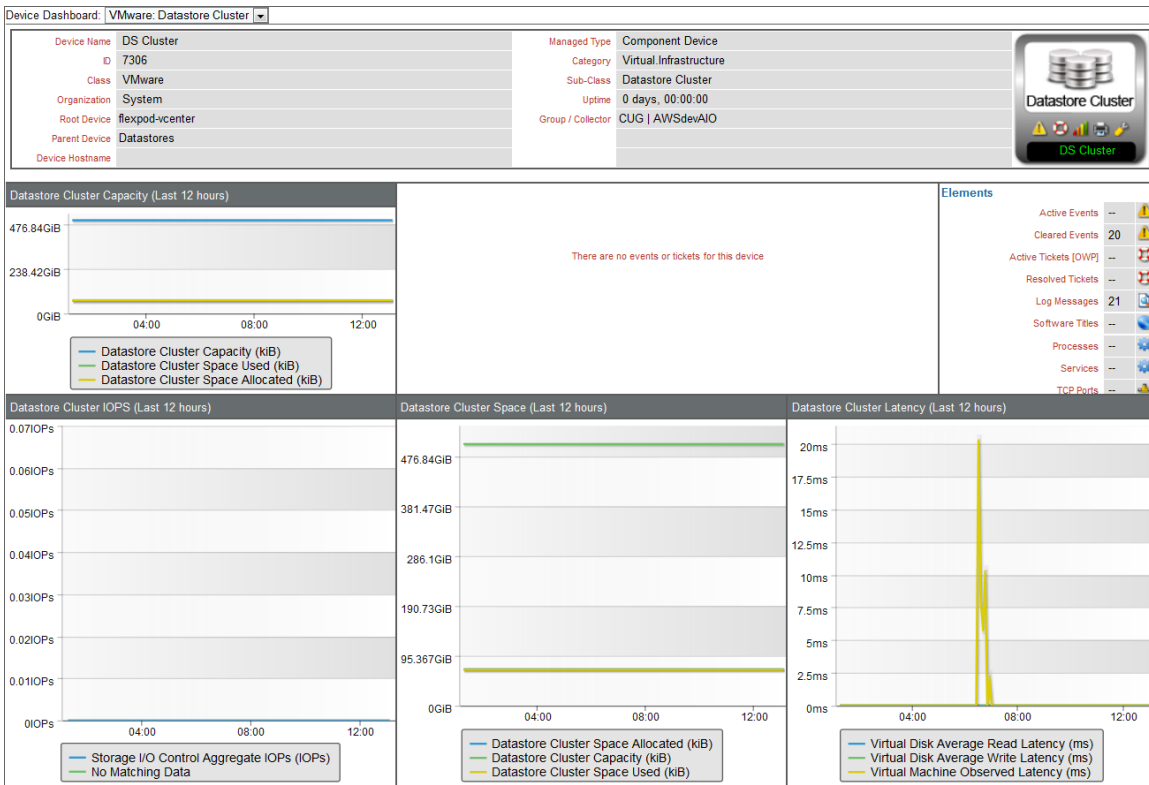 Device Dashboard: VMware: Datastore Cluster
Device Name DS Cluster Managed Type Component Device
ID 7306 Category Virtual.Infrastructure
Class VMware Sub-Class Datastore Cluster
Organization System Uptime 0 days, 00:00:00
Root Device flexpod-vcenter Group / Collector CUG | AWSdevAIO
Parent Device Datastores
Device Hostname
Datastore Cluster
DS Cluster
Datastore Cluster Capacity (Last 12 hours)
476.84GiB
238.42GiB
0GiB
04:00 08:00 12:00
Datastore Cluster Capacity (kiB)
Datastore Cluster Space Used (kiB)
Datastore Cluster Space Allocated (kiB)
There are no events or tickets for this device
Elements
Active Events --
Cleared Events 20
Active Tickets [OWP] --
Resolved Tickets --
Log Messages 21
Software Titles --
Processes --
Services --
TCP Ports --
Datastore Cluster IOPS (Last 12 hours)
0.07IOPs
0.06IOPs
0.05IOPs
0.04IOPs
0.03IOPs
0.02IOPs
0.01IOPs
0IOPs
04:00 08:00 12:00
Storage I/O Control Aggregate IOPs (IOPs)
No Matching Data
Datastore Cluster Space (Last 12 hours)
476.84GiB
381.47GiB
286.1GiB
190.73GiB
95.367GiB
0GiB
04:00 08:00 12:00
Datastore Cluster Space Allocated (kiB)
Datastore Cluster Capacity (kiB)
Datastore Cluster Space Used (kiB)
Datastore Cluster Latency (Last 12 hours)
20ms
17.5ms
15ms
12.5ms
10ms
7.5ms
5ms
2.5ms
0ms
04:00 08:00 12:00
Virtual Disk Average Read Latency (ms)
Virtual Disk Average Write Latency (ms)
Virtual Machine Observed Latency (ms)